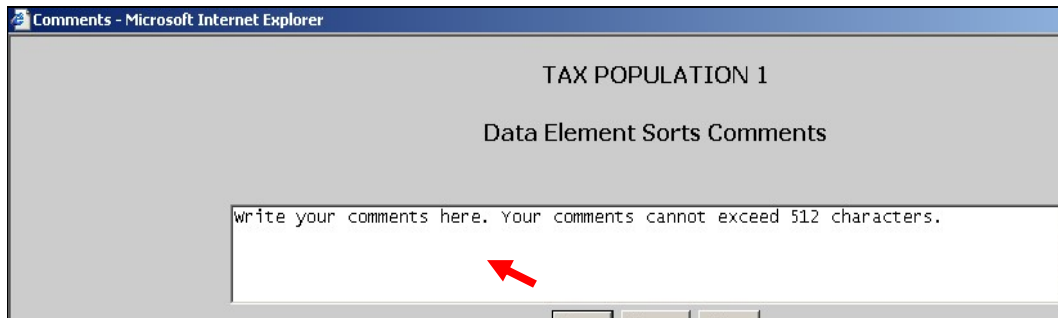 Comments - Microsoft Internet Explorer
TAX POPULATION 1
Data Element Sorts Comments
Write your comments here. Your comments cannot exceed 512 characters.